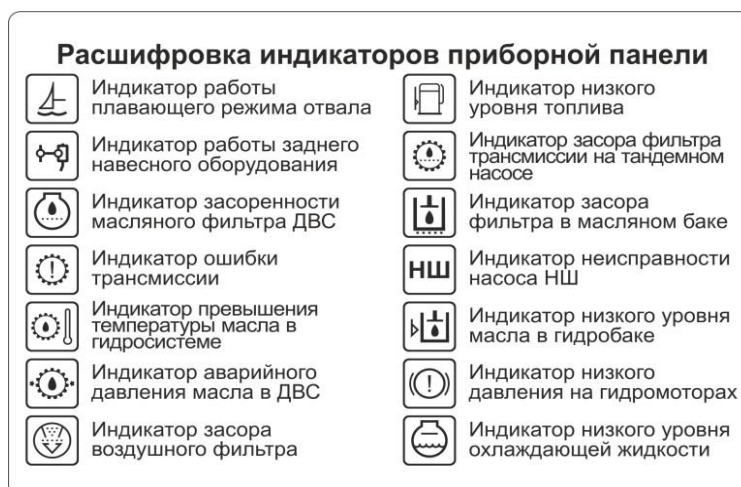 Расшифровка индикаторов приборной панели
Индикатор работы
плавающего режима отвала
Индикатор работы заднего
навесного оборудования
Индикатор засоренности
масляного фильтра ДВС
Индикатор ошибки
трансмиссии
Индикатор превышения
температуры масла в
гидросистеме
Индикатор аварийного
давления масла в ДВС
Индикатор засора
воздушного фильтра
Индикатор низкого
уровня топлива
Индикатор засора фильтра
трансмиссии на тандемном
насосе
Индикатор засора
фильтра в масляном баке
НШ
Индикатор неисправности
насоса НШ
Индикатор низкого уровня
масла в гидробаке
Индикатор низкого
давления на гидромоторах
Индикатор низкого уровня
охлаждающей жидкости